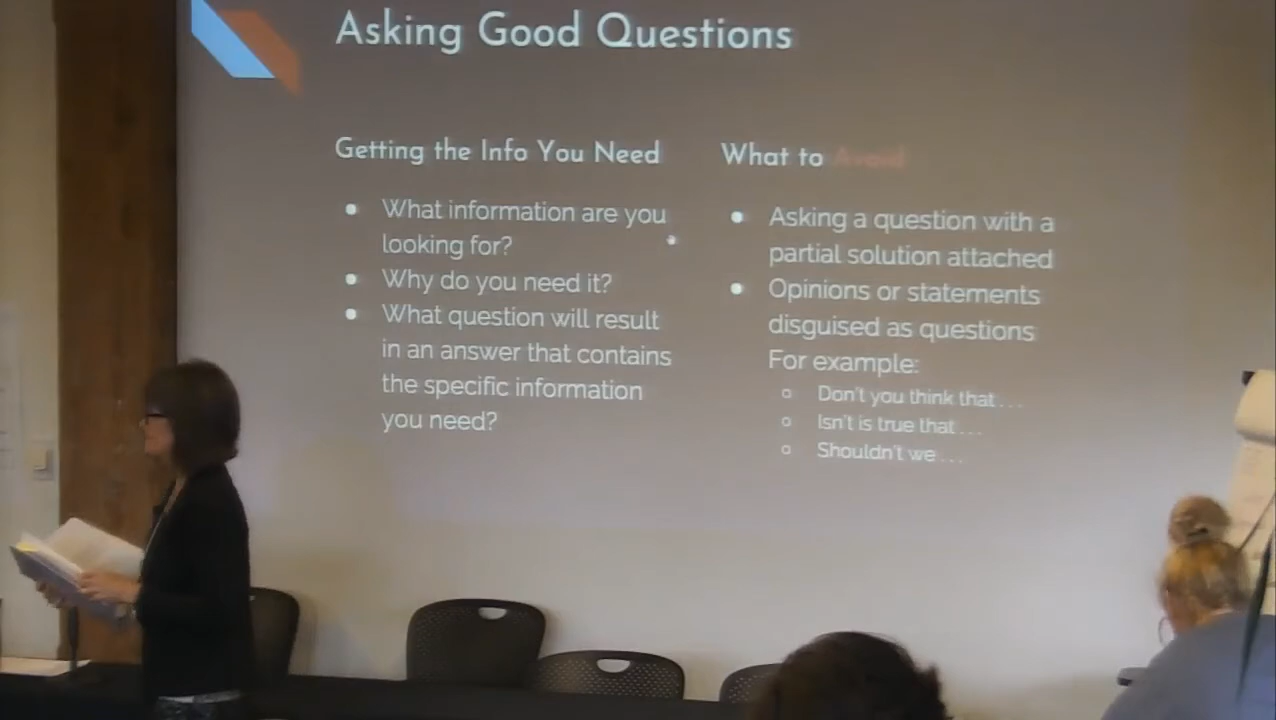 Asking Good Questions
Getting the Info You Need
● What information are you
looking for?
● Why do you need it?
● What question will result
in an answer that contains
the specific information
you need?
What to Avoid
● Asking a question with a
partial solution attached
● Opinions or statements
disguised as questions
For example:
○ Don't you think that . . .
○ Isn't is true that . . .
○ Shouldn't we . . .